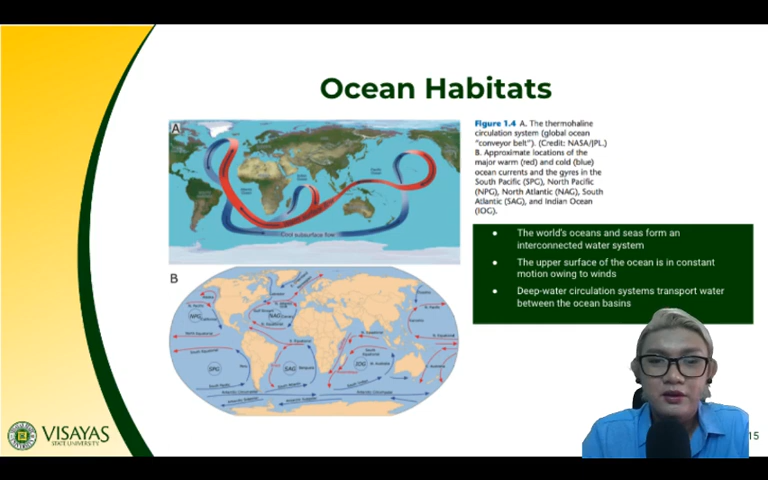 Ocean Habitats
A
Cold subsurface flow
Figure 1.4 A. The thermohaline
circulation system (global ocean
"conveyor belt"). (Credit: NASA/JPL.)
B. Approximate locations of the
major warm (red) and cold (blue)
ocean currents and the gyres in the
South Pacific (SPG), North Pacific
(NPG), North Atlantic (NAG), South
Atlantic (SAG), and Indian Ocean
(IOG).
The world's oceans and seas form an
interconnected water system
The upper surface of the ocean is in constant
motion owing to winds
Deep-water circulation systems transport water
between the ocean basins
B
NPG
NAG
SPG
SAG
IOG
VISAYAS
STATE UNIVERSITY
15